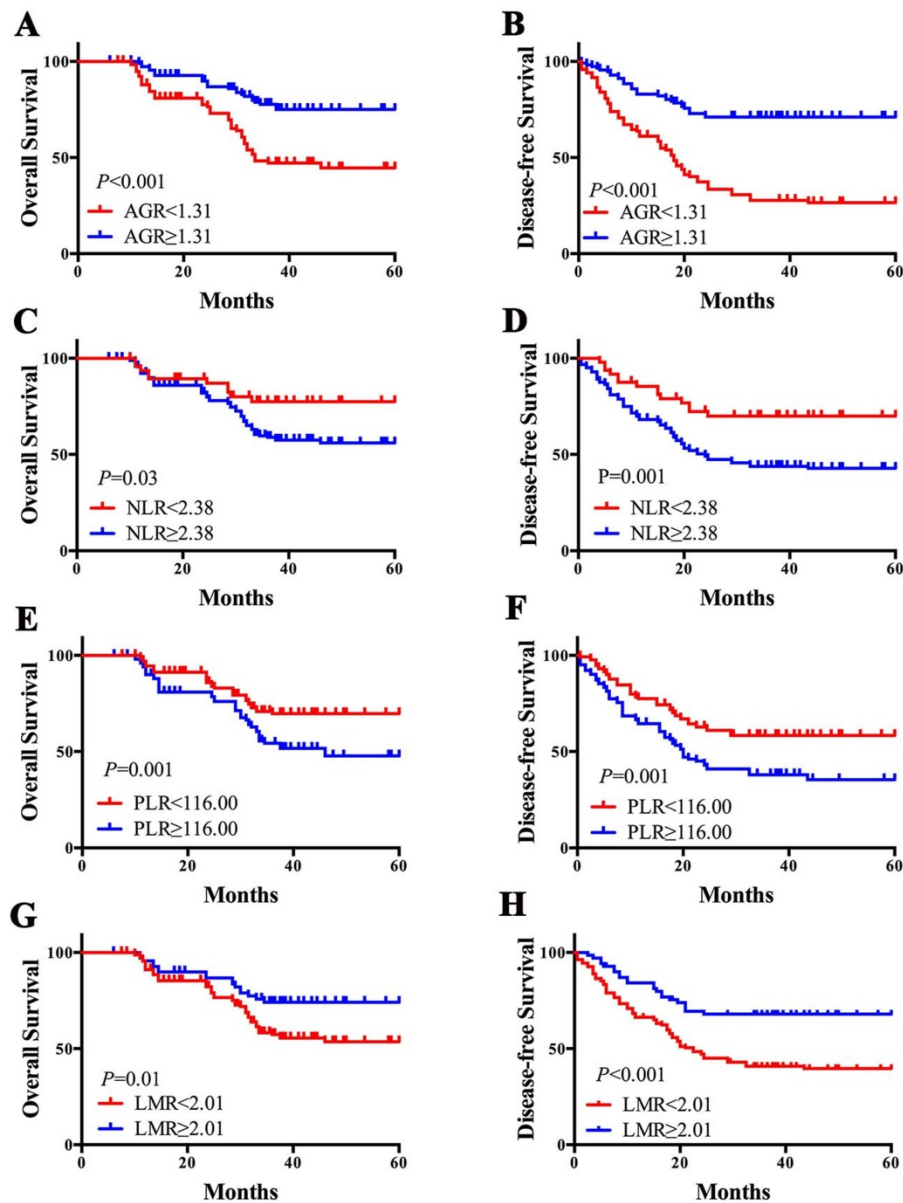 A
Overall Survival
100
50
0
P<0.001
AGR<1.31
AGR≥1.31
0 20 40 60
Months
B
Disease-free Survival
100
50
0
P<0.001
AGR<1.31
AGR≥1.31
0 20 40 60
Months
C
Overall Survival
100
50
0
P=0.03
NLR<2.38
NLR≥2.38
0 20 40 60
Months
D
Disease-free Survival
100
50
0
P=0.001
NLR<2.38
NLR≥2.38
0 20 40 60
Months
E
Overall Survival
100
50
0
P=0.001
PLR<116.00
PLR≥116.00
0 20 40 60
Months
F
Disease-free Survival
100
50
0
P=0.001
PLR<116.00
PLR≥116.00
0 20 40 60
Months
G
Overall Survival
100
50
0
P=0.01
LMR<2.01
LMR≥2.01
0 20 40 60
Months
H
Disease-free Survival
100
50
0
P<0.001
LMR<2.01
LMR≥2.01
0 20 40 60
Months